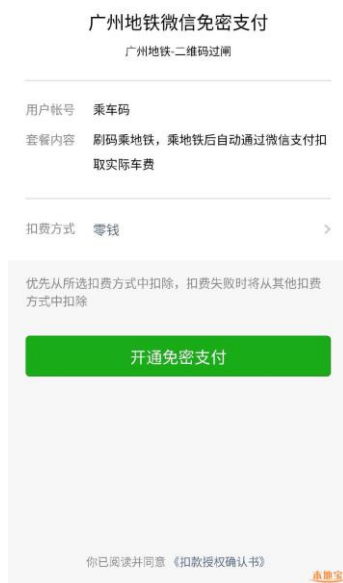 广州地铁微信免密支付
广州地铁-二维码过闸
用户帐号 乘车码
套餐内容 刷码乘地铁，乘地铁后自动通过微信支付扣
取实际车费
扣费方式 零钱
优先从所选扣费方式中扣除，扣费失败时将从其他扣费
方式中扣除
开通免密支付
你已阅读并同意《扣款授权确认书》
本地宝